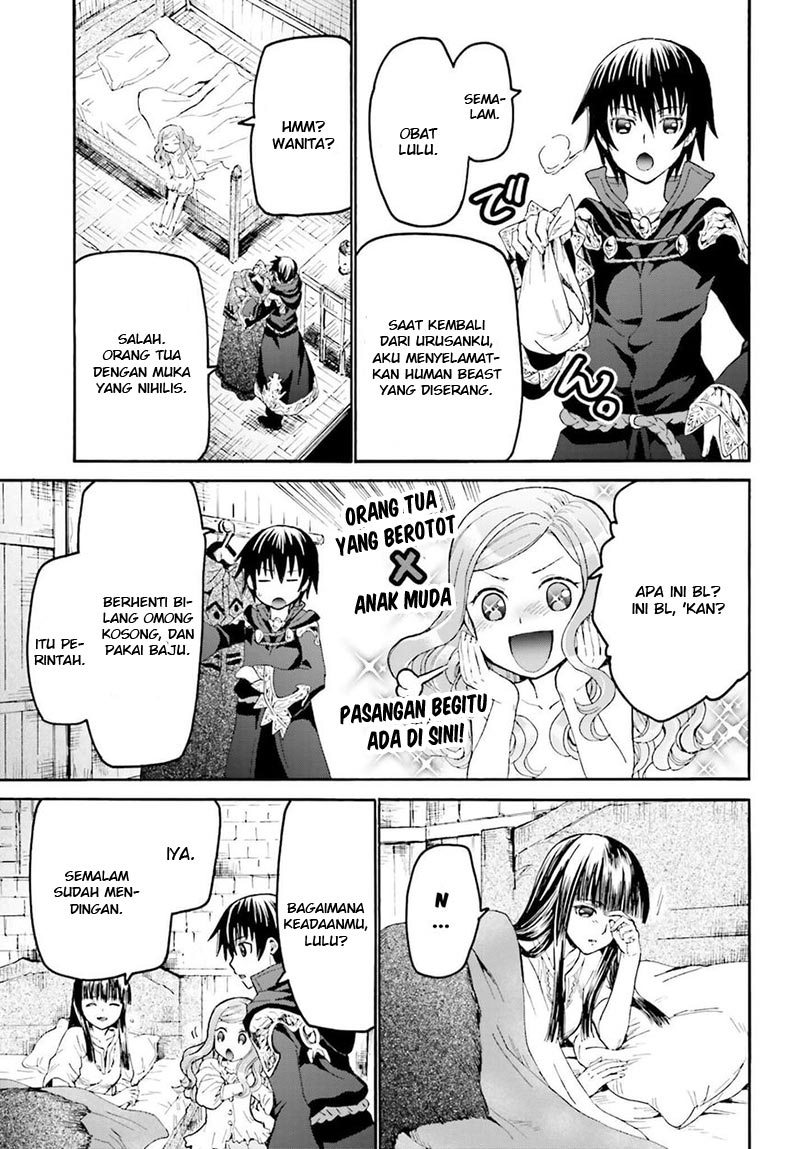 SEMA-
LAM.
OBAT
LULU.
で
ん。
SAAT KEMBALI
DARI URUSANKU,
AKU MENYELAMAT-
KAN HUMAN BEAST
YANG DISERANG.
HMM?
WANITA?
SALAH.
ORANG TUA
DENGAN MUKA
YANG NIHILIS.
APA INI BL?
INI BL, 'KAN?
ORANG TUA
YANG BEROTOT
×
ANAK MUDA
PASANGAN BEGITU
ADA DI SINI!
BERHENTI BI-
LANG OMONG
KOSONG, DAN
PAKAI BAJU.
ITU PE-
RINTAH.
N
...
BAGAIMANA
KEADAANMU,
LULU?
IYA.
SEMALAM
SUDAH MEN-
DINGAN.